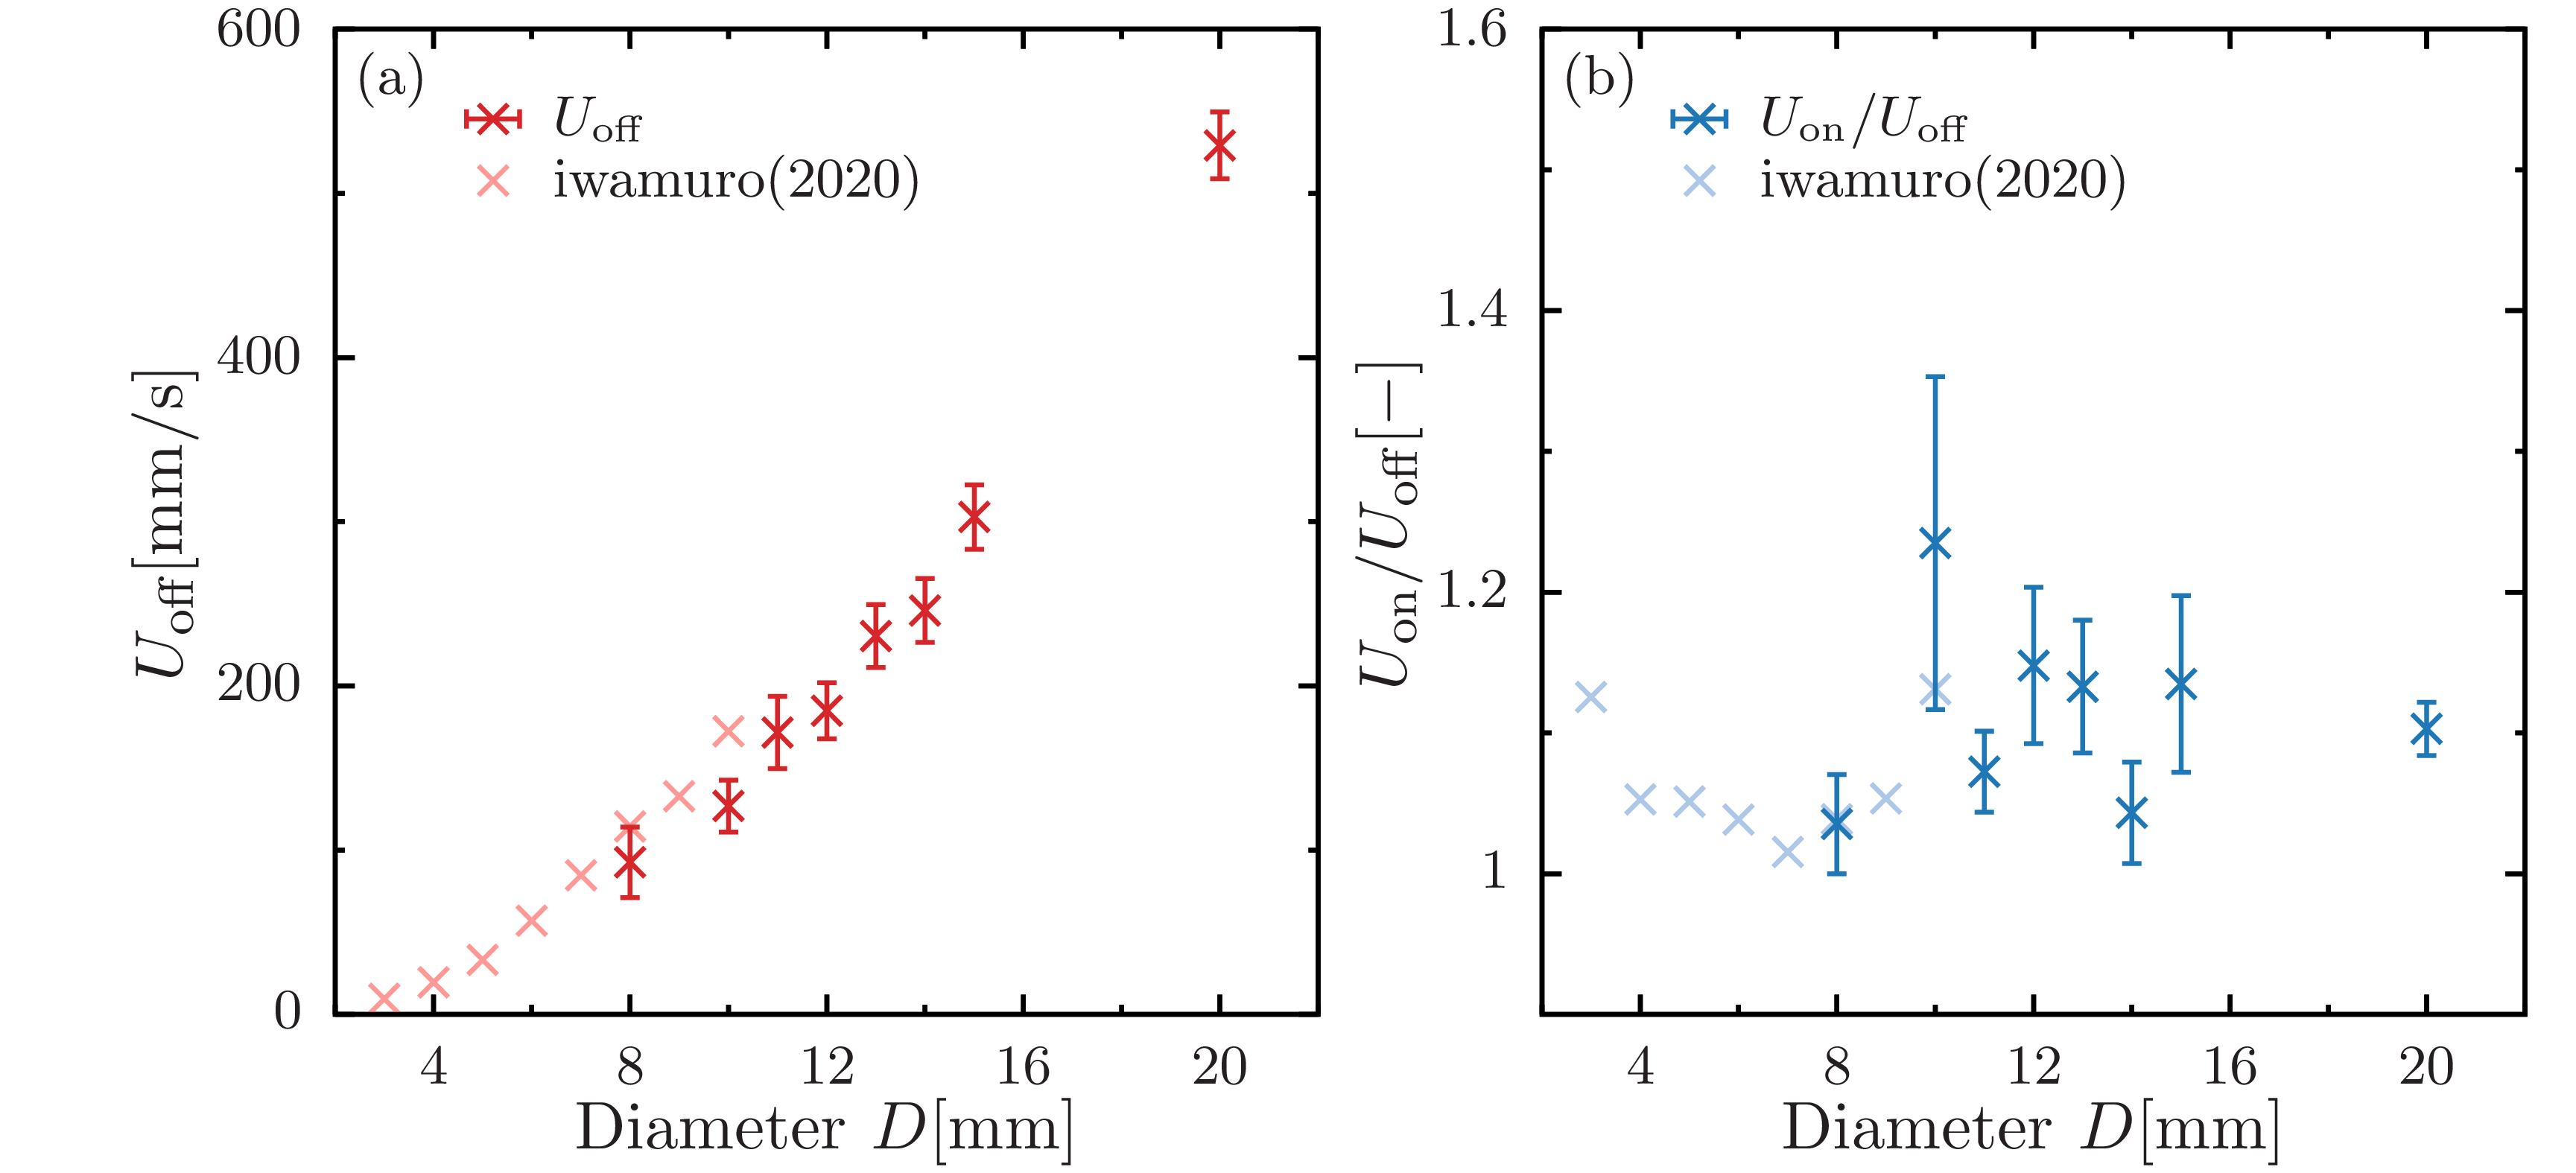 (a)
U_off
iwamuro(2020)
600
400
200
0
U_off[mm/s]
4 8 12 16 20
Diameter D[mm]
(b)
U_on/U_off
iwamuro(2020)
1.6
1.4
1.2
1
U_on/U_off[−]
4 8 12 16 20
Diameter D[mm]